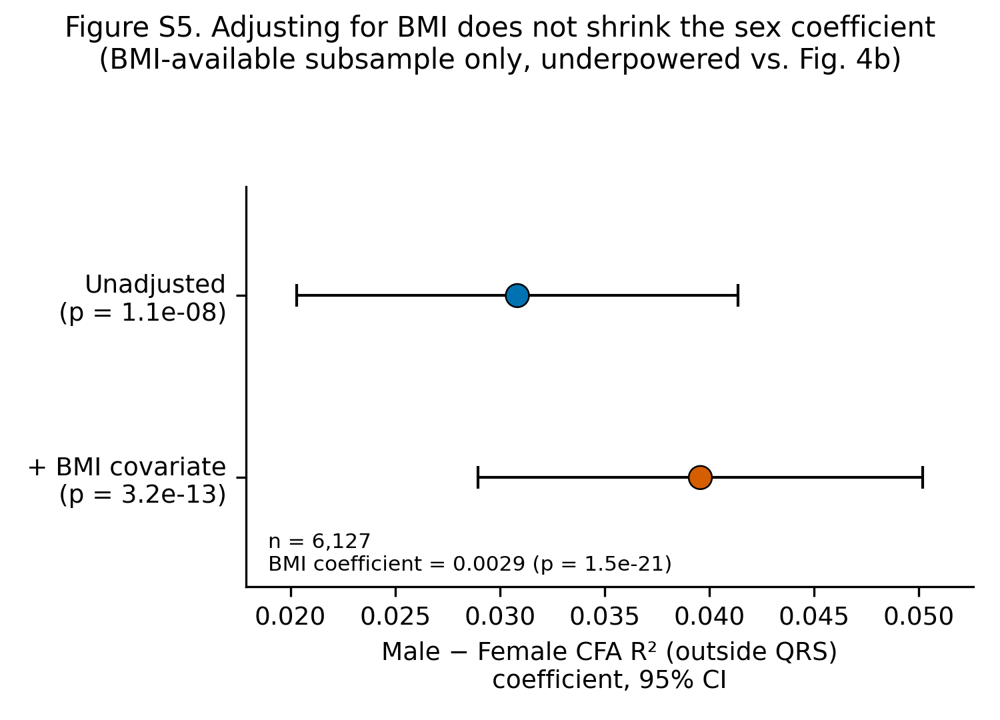 Figure S5. Adjusting for BMI does not shrink the sex coefficient
(BMI-available subsample only, underpowered vs. Fig. 4b)
Unadjusted
(p = 1.1e-08)
+ BMI covariate
(p = 3.2e-13)
n = 6,127
BMI coefficient = 0.0029 (p = 1.5e-21)
0.020 0.025 0.030 0.035 0.040 0.045 0.050
Male − Female CFA R² (outside QRS)
coefficient, 95% CI